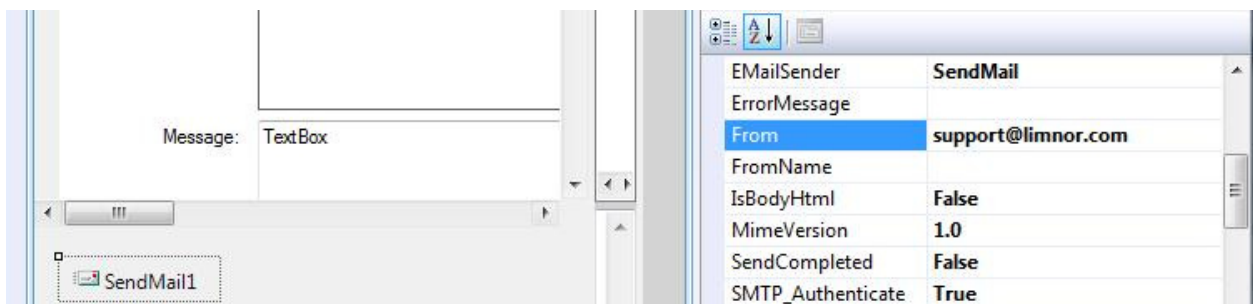 Message: TextBox
SendMail1
EMailSender SendMail
ErrorMessage
From support@limnor.com
FromName
IsBodyHtml False
MimeVersion 1.0
SendCompleted False
SMTP_Authenticate True